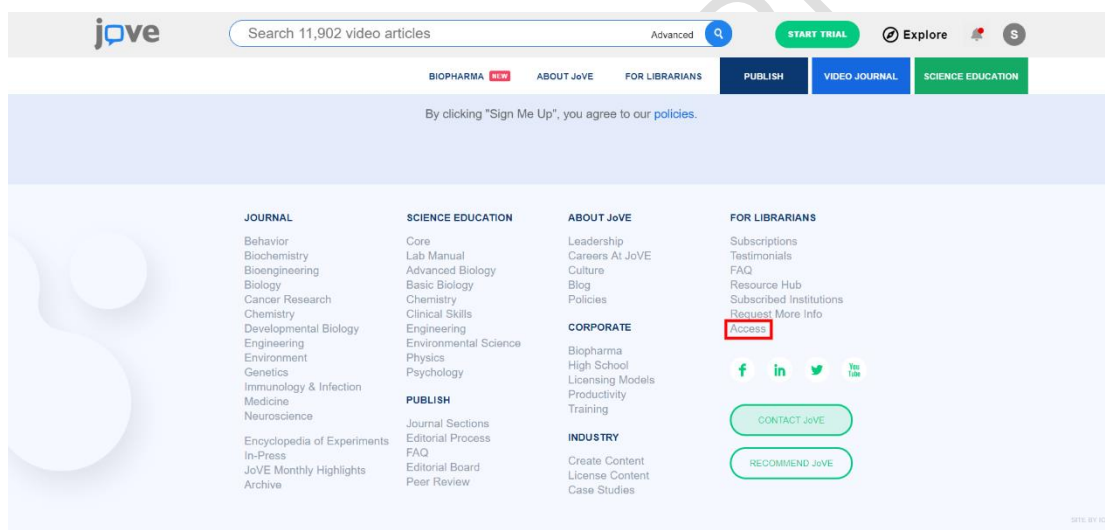 jove
Search 11,902 video articles
Advanced
START TRIAL
Explore
S
BIOPHARMA NEW
ABOUT JoVE
FOR LIBRARIANS
PUBLISH
VIDEO JOURNAL
SCIENCE EDUCATION
By clicking "Sign Me Up", you agree to our policies.
JOURNAL
Behavior
Biochemistry
Bioengineering
Biology
Cancer Research
Chemistry
Developmental Biology
Engineering
Environment
Genetics
Immunology & Infection
Medicine
Neuroscience
Encyclopedia of Experiments
In-Press
JoVE Monthly Highlights
Archive
SCIENCE EDUCATION
Core
Lab Manual
Advanced Biology
Basic Biology
Chemistry
Clinical Skills
Engineering
Environmental Science
Physics
Psychology
PUBLISH
Journal Sections
Editorial Process
FAQ
Editorial Board
Peer Review
ABOUT JoVE
Leadership
Careers At JoVE
Culture
Blog
Policies
CORPORATE
Biopharma
High School
Licensing Models
Productivity
Training
INDUSTRY
Create Content
License Content
Case Studies
FOR LIBRARIANS
Subscriptions
Testimonials
FAQ
Resource Hub
Subscribed Institutions
Request More Info
Access
f
in
You
Tube
CONTACT JoVE
RECOMMEND JoVE
SITE BY